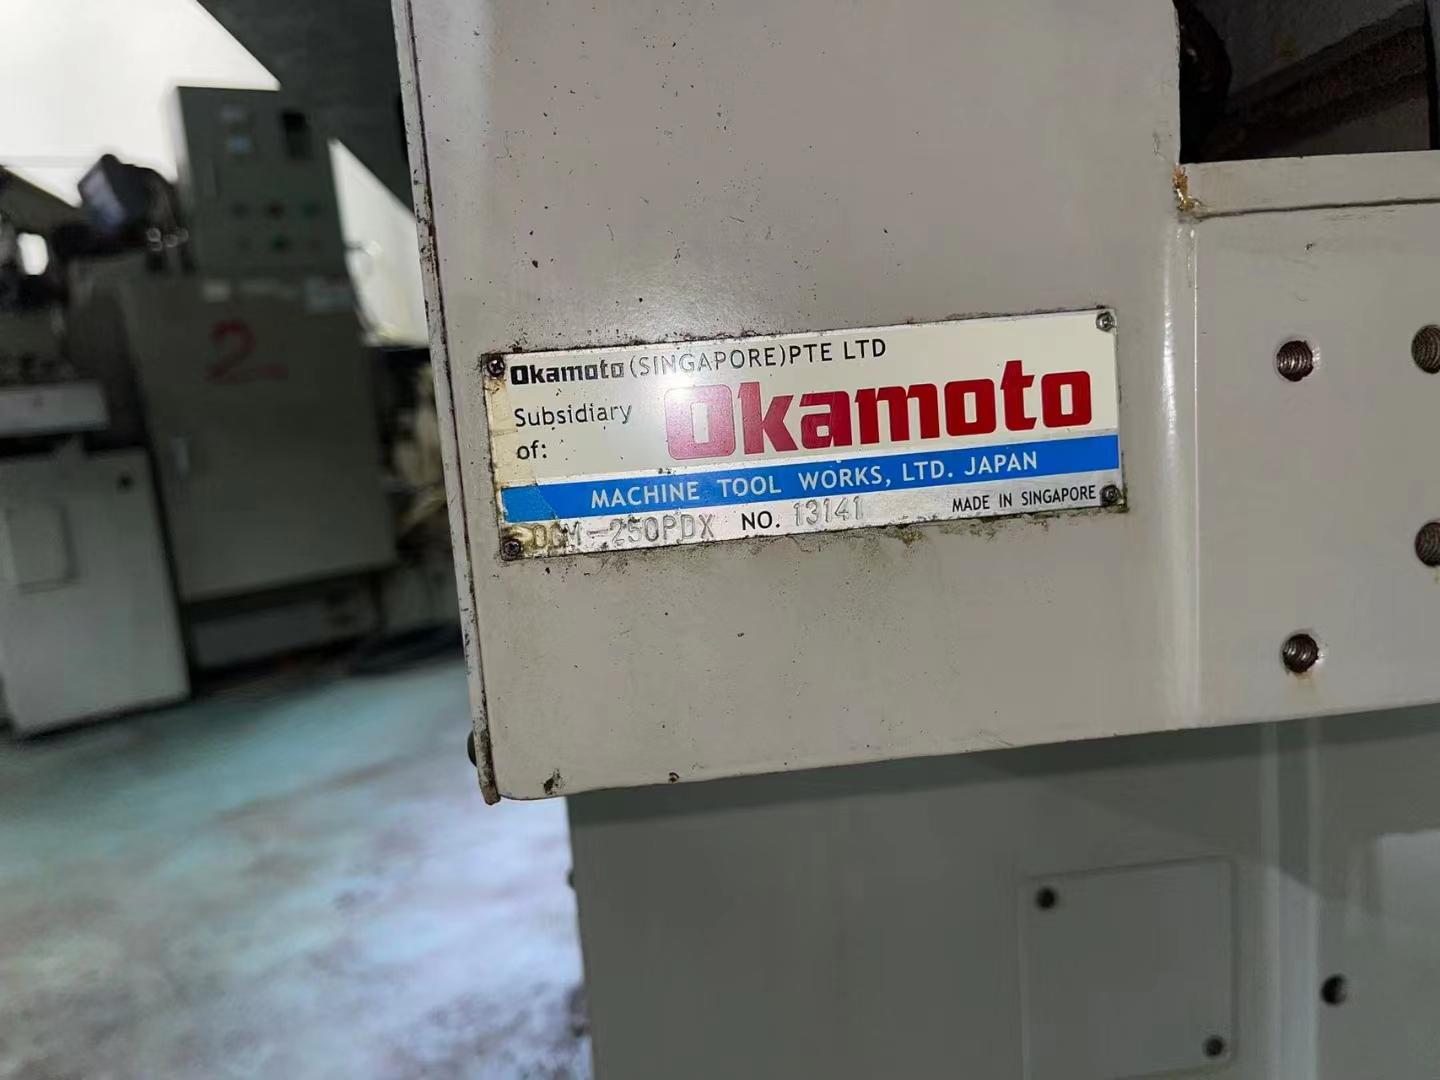 Okamoto (SINGAPORE) PTE LTD
Subsidiary of: Okamoto
MACHINE TOOL WORKS, LTD. JAPAN
OGM-250PDX NO. 13141 MADE IN SINGAPORE
2